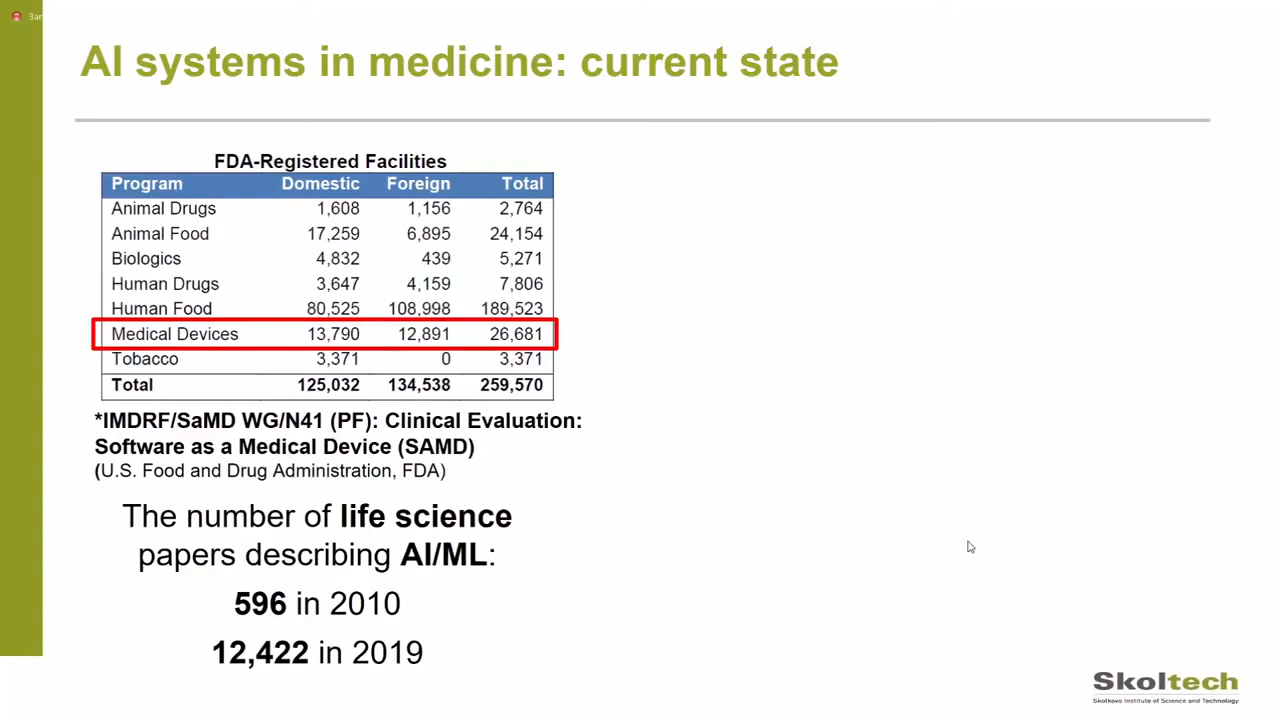 Зап
AI systems in medicine: current state
FDA-Registered Facilities
Program Domestic Foreign Total
Animal Drugs 1,608 1,156 2,764
Animal Food 17,259 6,895 24,154
Biologics 4,832 439 5,271
Human Drugs 3,647 4,159 7,806
Human Food 80,525 108,998 189,523
Medical Devices 13,790 12,891 26,681
Tobacco 3,371 0 3,371
Total 125,032 134,538 259,570
*IMDRF/SaMD WG/N41 (PF): Clinical Evaluation:
Software as a Medical Device (SAMD)
(U.S. Food and Drug Administration, FDA)
The number of life science
papers describing AI/ML:
596 in 2010
12,422 in 2019
Skoltech
Skolkovo Institute of Science and Technology